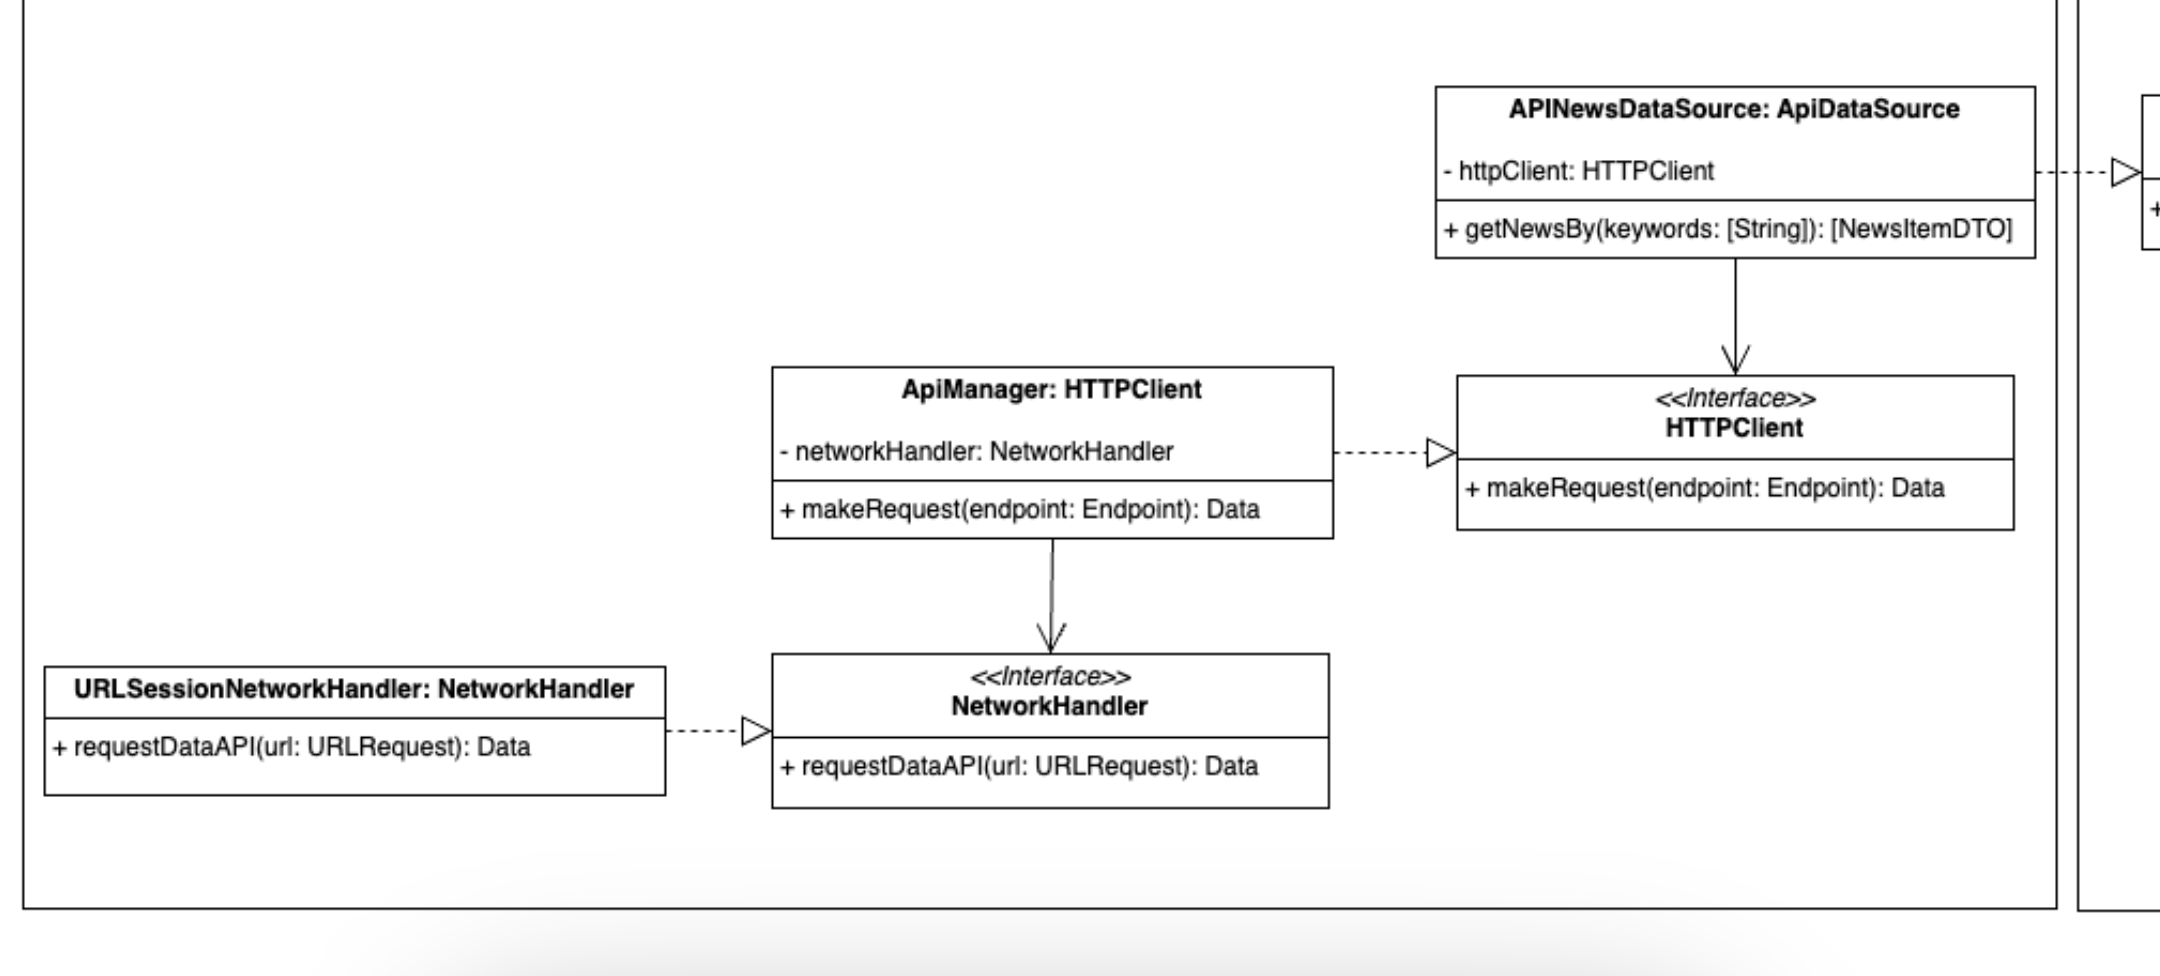 APINewsDataSource: ApiDataSource
- httpClient: HTTPClient
+ getNewsBy(keywords: [String]): [NewsItemDTO]
+
ApiManager: HTTPClient
- networkHandler: NetworkHandler
+ makeRequest(endpoint: Endpoint): Data
<<Interface>>
HTTPClient
+ makeRequest(endpoint: Endpoint): Data
URLSessionNetworkHandler: NetworkHandler
+ requestDataAPI(url: URLRequest): Data
<<Interface>>
NetworkHandler
+ requestDataAPI(url: URLRequest): Data